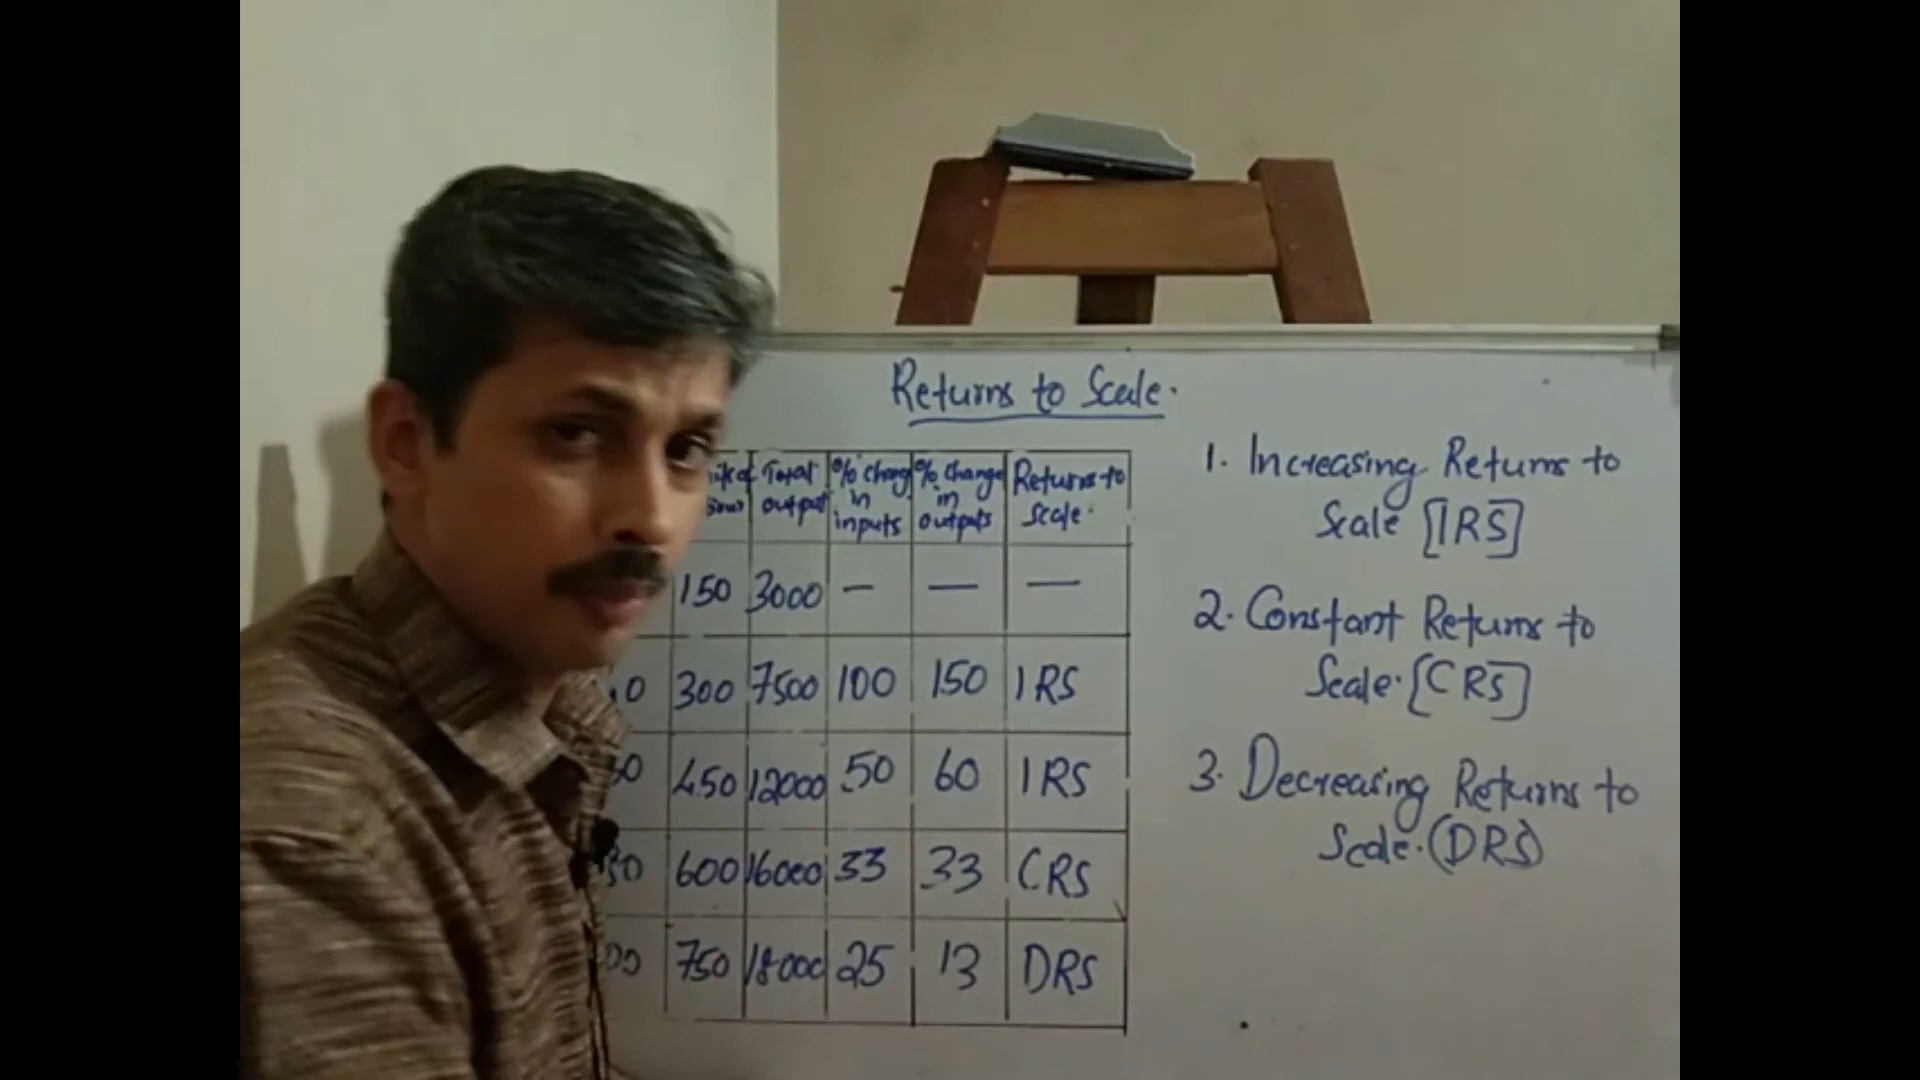 Returns to Scale.
Total output % Chang in inputs % change in outputs Returns to Scale.
150 3000 — — —
300 7500 100 150 IRS
450 12000 50 60 IRS
600 16000 33 33 CRS
750 18000 25 13 DRS
1. Increasing Returns to
Scale [IRS]
2. Constant Returns to
Scale. [CRS]
3. Decreasing Returns to
Scale. (DRS)